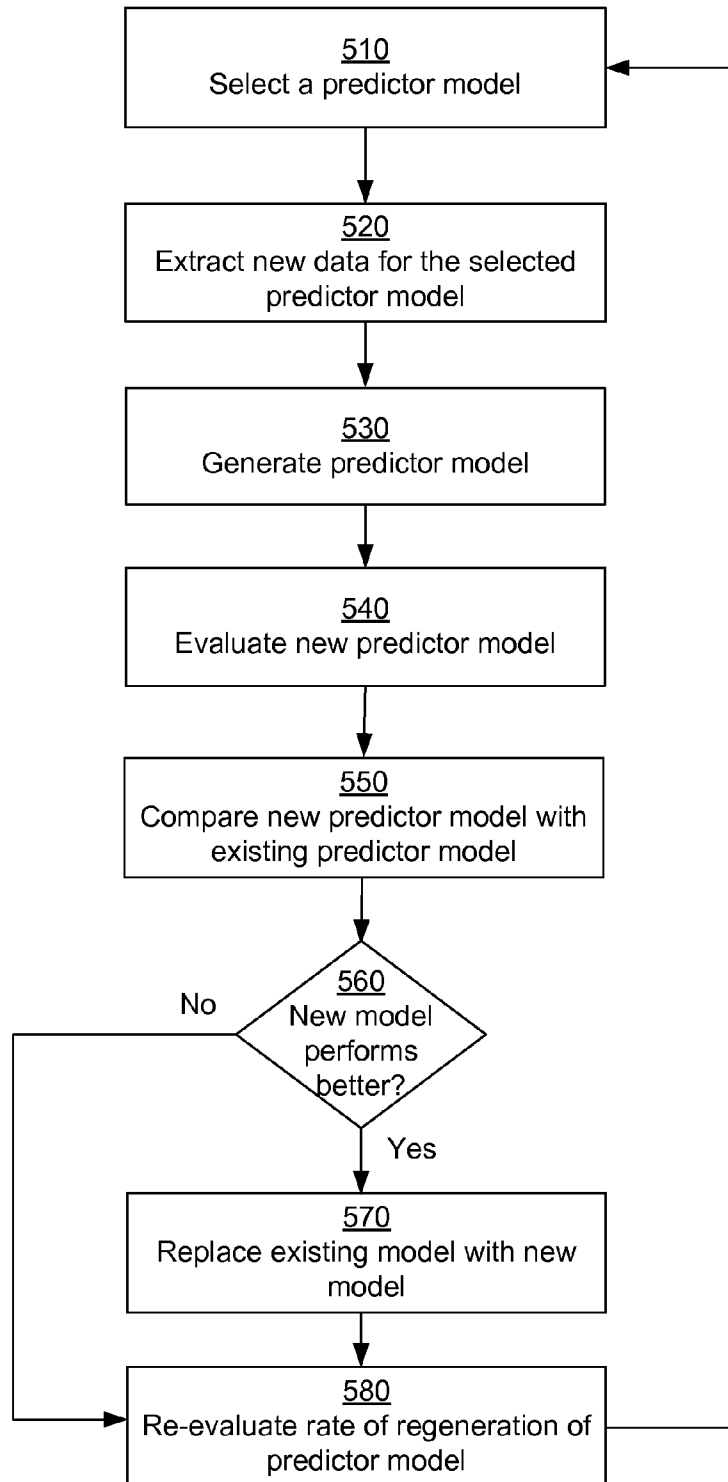 510
Select a predictor model
520
Extract new data for the selected
predictor model
530
Generate predictor model
540
Evaluate new predictor model
550
Compare new predictor model with
existing predictor model
560
New model
performs
better?
No
Yes
570
Replace existing model with new
model
580
Re-evaluate rate of regeneration of
predictor model